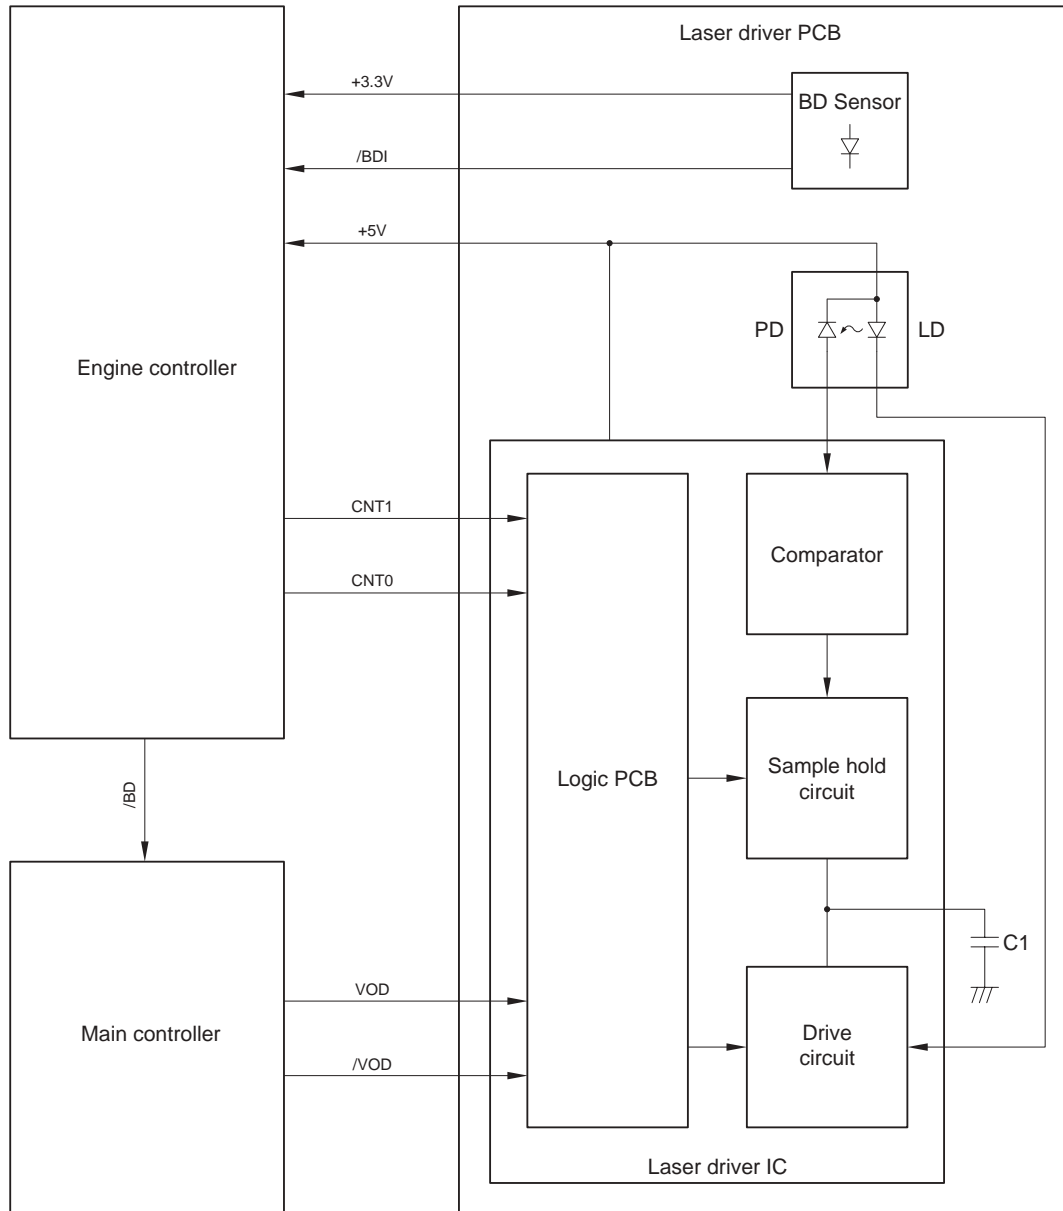 Laser driver PCB
+3.3V
BD Sensor
/BDI
+5V
PD
LD
Engine controller
CNT1
Comparator
CNT0
Logic PCB
Sample hold
circuit
/BD
C1
VOD
Main controller
Drive
circuit
/VOD
Laser driver IC